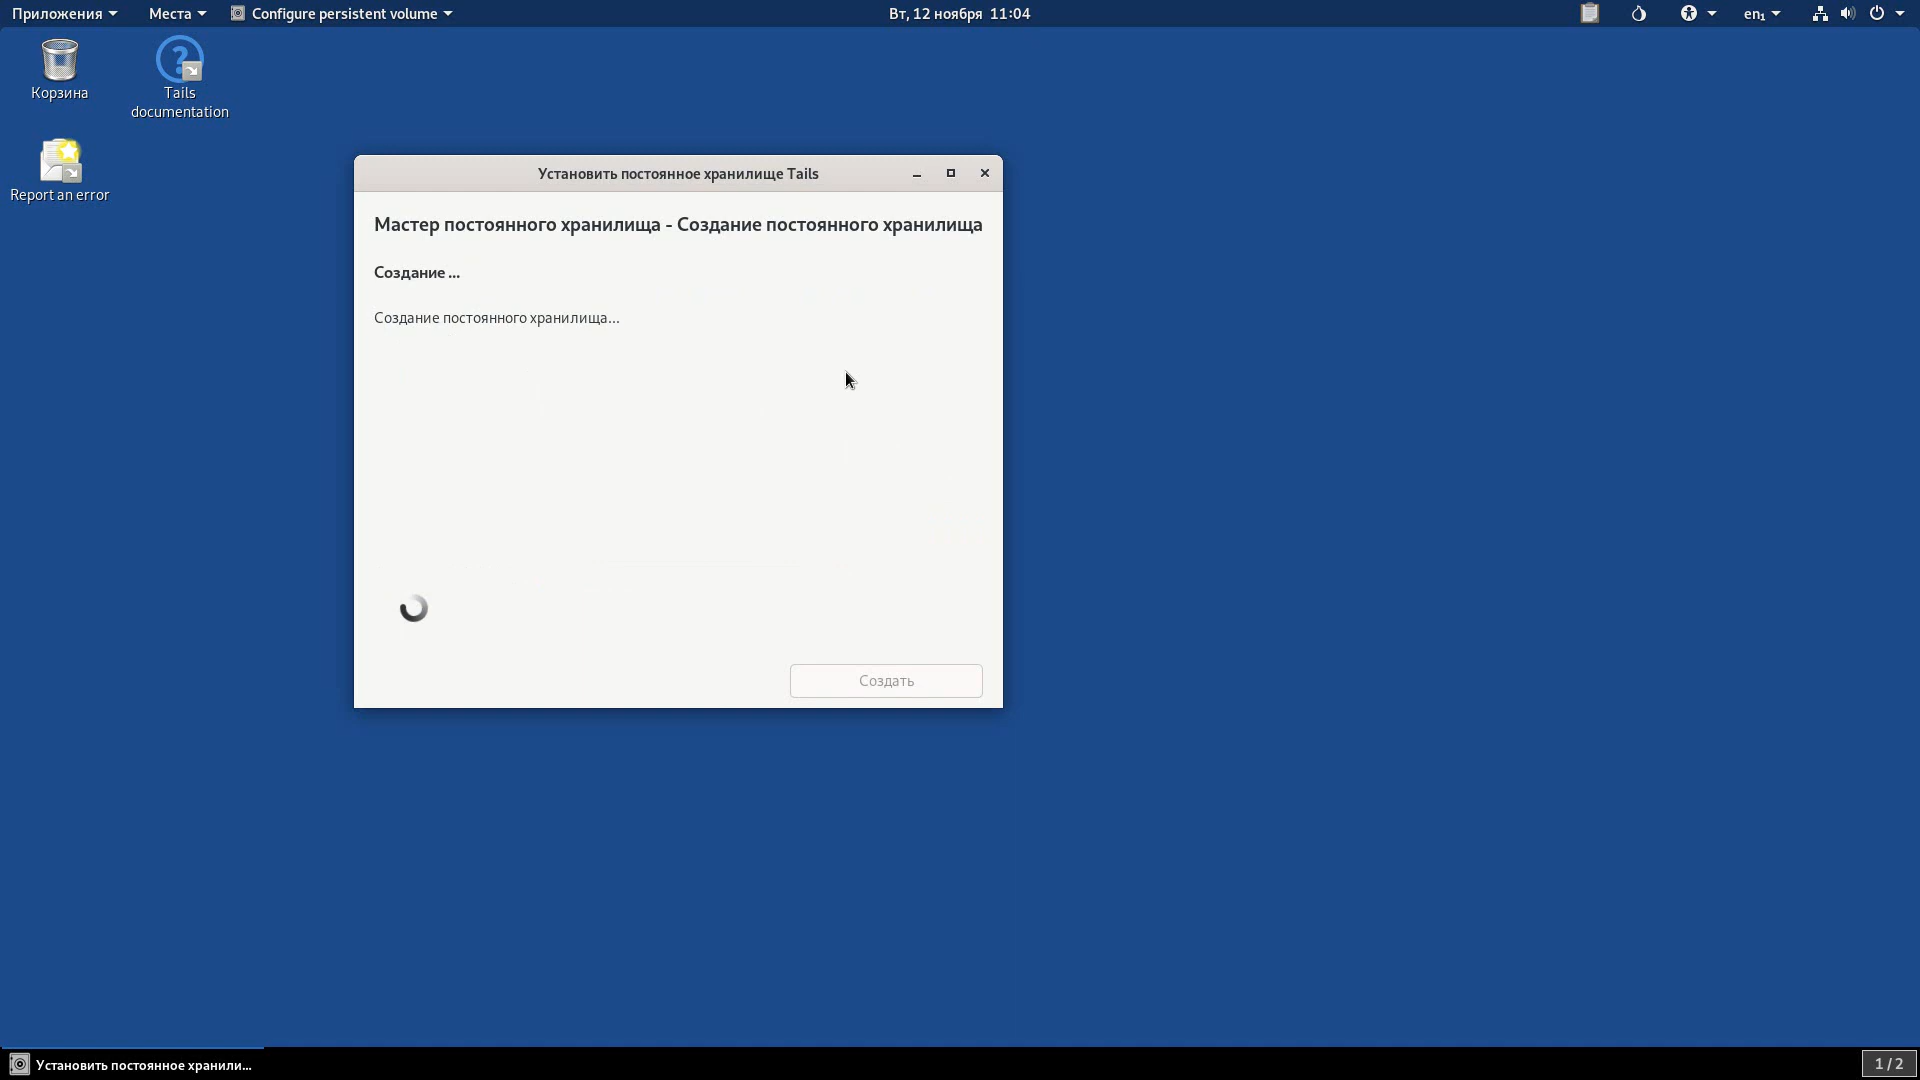 Приложения
Места
Configure persistent volume
Вт, 12 ноября 11:04
en₁
Корзина
Tails
documentation
Report an error
Установить постоянное хранилище Tails
Мастер постоянного хранилища - Создание постоянного хранилища
Создание ...
Создание постоянного хранилища...
Создать
Установить постоянное хранили...
1 / 2